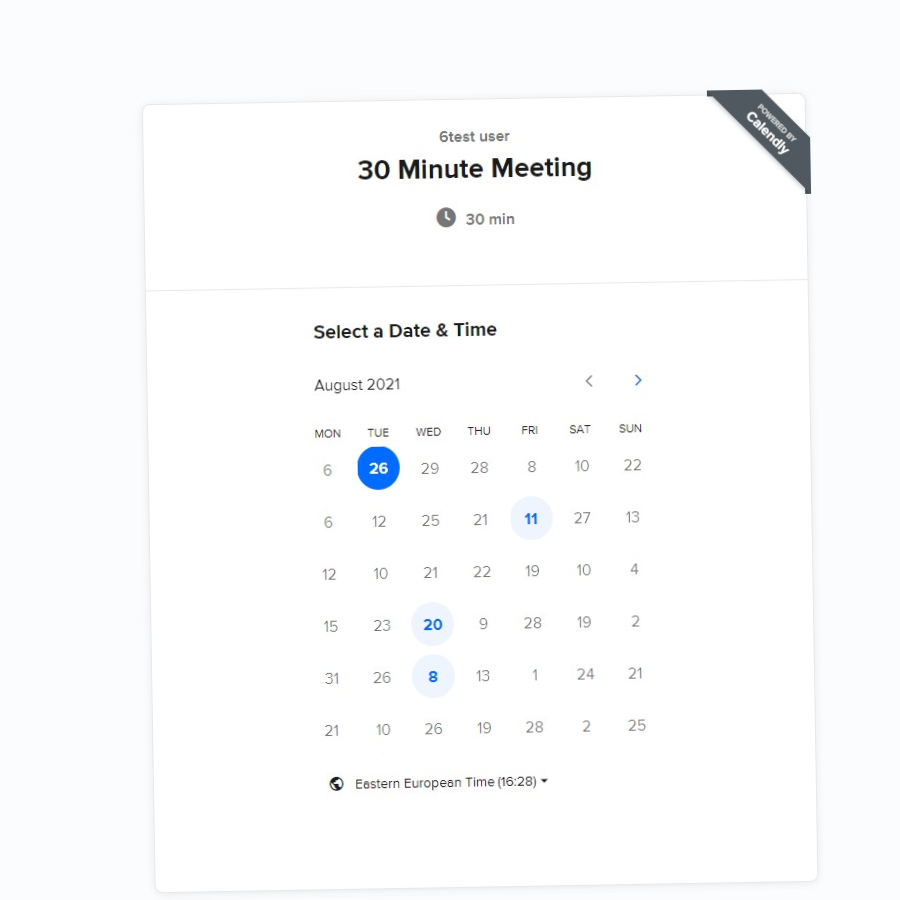 POWERED BY
Calendly
6test user
30 Minute Meeting
30 min
Select a Date & Time
August 2021
MON TUE WED THU FRI SAT SUN
6 26 29 28 8 10 22
6 12 25 21 11 27 13
12 10 21 22 19 10 4
15 23 20 9 28 19 2
31 26 8 13 1 24 21
21 10 26 19 28 2 25
Eastern European Time (16:28)